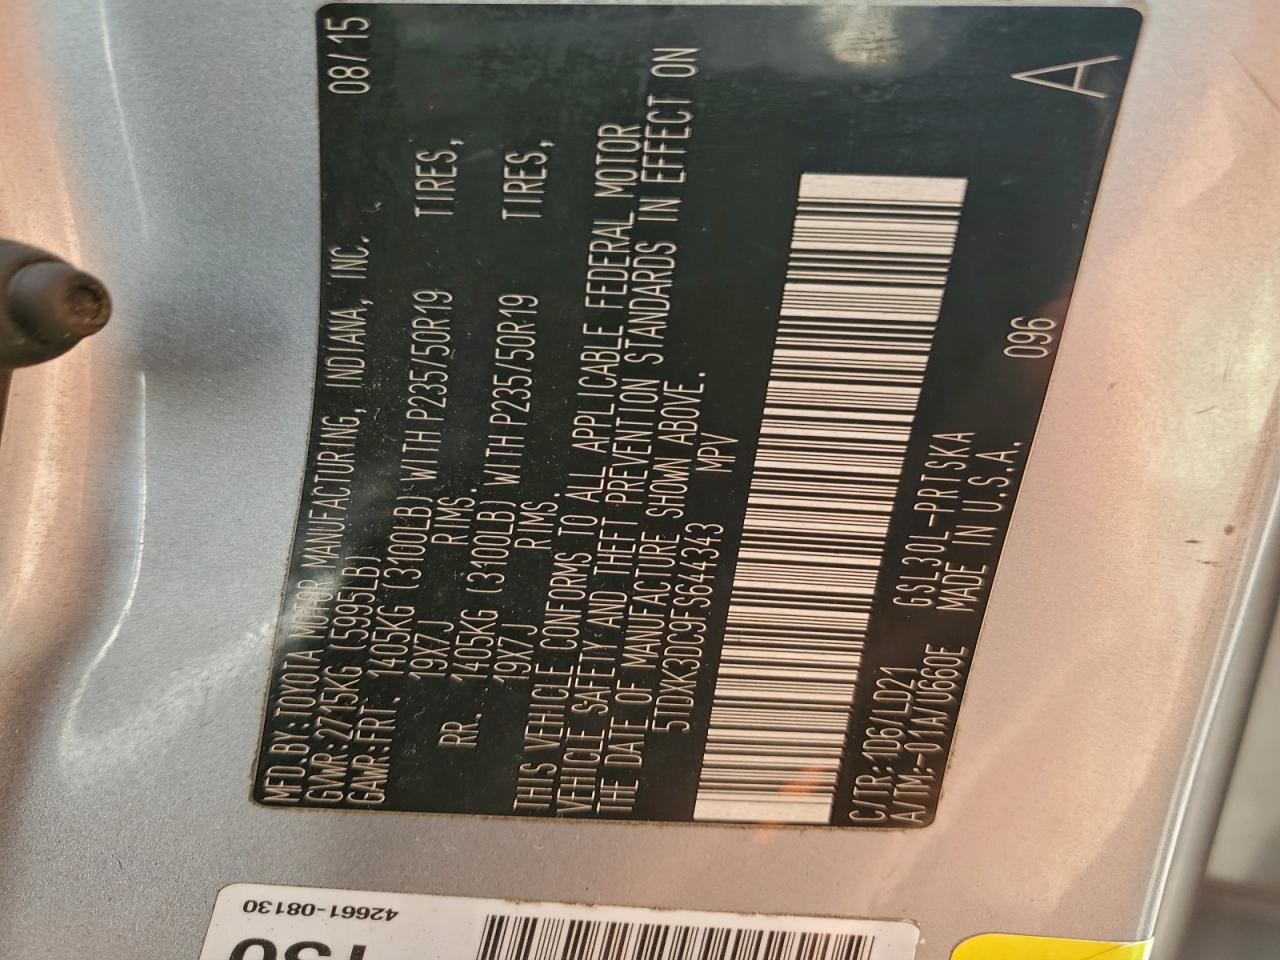 MFD.BY:TOYOTA MOTOR MANUFACTURING, INDIANA, INC. 08/15
GVWR:2715KG(5995LB)
GAWR:FRT. 1405KG(3100LB) WITH P235/50R19 TIRES,
19X7J RIMS
RR. 1405KG(3100LB) WITH P235/50R19 TIRES,
19X7J RIMS.
THIS VEHICLE CONFORMS TO ALL APPLICABLE FEDERAL MOTOR
VEHICLE SAFETY AND THEFT PREVENTION STANDARDS IN EFFECT ON
THE DATE OF MANUFACTURE SHOWN ABOVE.
5TDXK3DC9FS644343 MPV
C/TR:1D6/LD21 GSL30L-PRTSKA
A/TM:-01A/U660E MADE IN U.S.A. 096 A
42661-08130